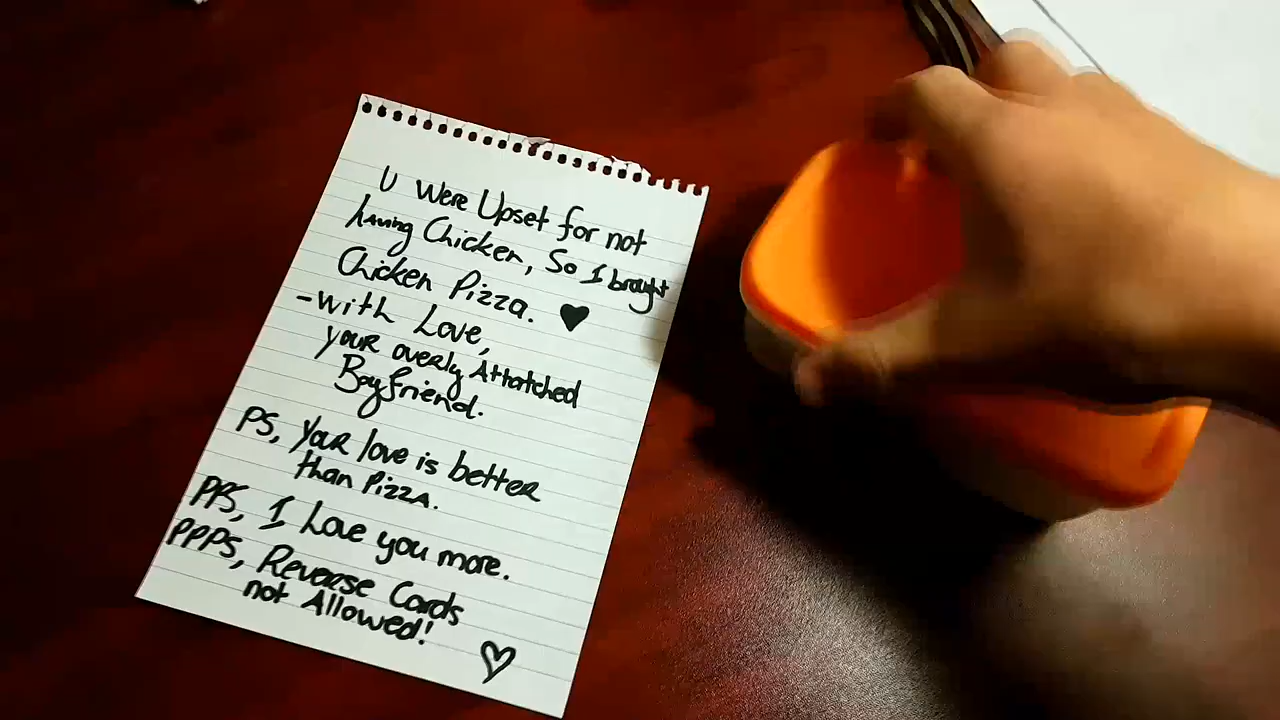 U Were Upset for not
having Chicken, So I brought
Chicken Pizza. ♥
-With Love,
your overly Attatched
Boyfriend.
PS, Your love is better
than Pizza.
PPS, I Love you more.
PPPS, Reverse Cards
not Allowed!
♡